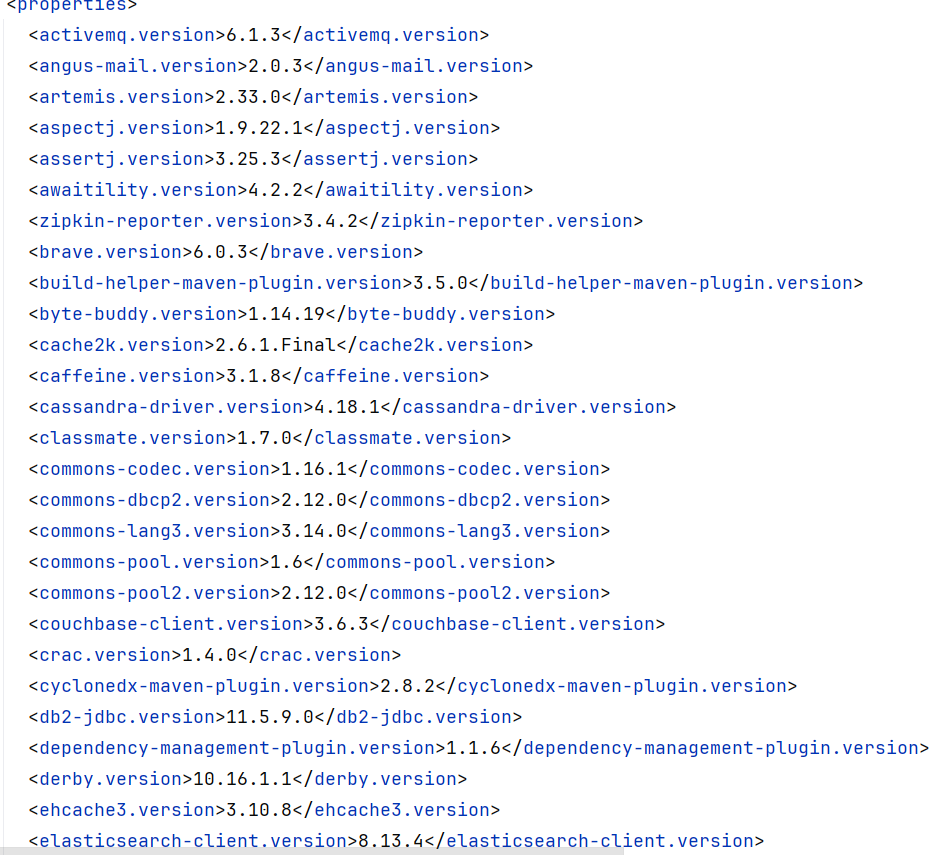 <properties>
<activemq.version>6.1.3</activemq.version>
<angus-mail.version>2.0.3</angus-mail.version>
<artemis.version>2.33.0</artemis.version>
<aspectj.version>1.9.22.1</aspectj.version>
<assertj.version>3.25.3</assertj.version>
<awaitility.version>4.2.2</awaitility.version>
<zipkin-reporter.version>3.4.2</zipkin-reporter.version>
<brave.version>6.0.3</brave.version>
<build-helper-maven-plugin.version>3.5.0</build-helper-maven-plugin.version>
<byte-buddy.version>1.14.19</byte-buddy.version>
<cache2k.version>2.6.1.Final</cache2k.version>
<caffeine.version>3.1.8</caffeine.version>
<cassandra-driver.version>4.18.1</cassandra-driver.version>
<classmate.version>1.7.0</classmate.version>
<commons-codec.version>1.16.1</commons-codec.version>
<commons-dbcp2.version>2.12.0</commons-dbcp2.version>
<commons-lang3.version>3.14.0</commons-lang3.version>
<commons-pool.version>1.6</commons-pool.version>
<commons-pool2.version>2.12.0</commons-pool2.version>
<couchbase-client.version>3.6.3</couchbase-client.version>
<crac.version>1.4.0</crac.version>
<cyclonedx-maven-plugin.version>2.8.2</cyclonedx-maven-plugin.version>
<db2-jdbc.version>11.5.9.0</db2-jdbc.version>
<dependency-management-plugin.version>1.1.6</dependency-management-plugin.version>
<derby.version>10.16.1.1</derby.version>
<ehcache3.version>3.10.8</ehcache3.version>
<elasticsearch-client.version>8.13.4</elasticsearch-client.version>